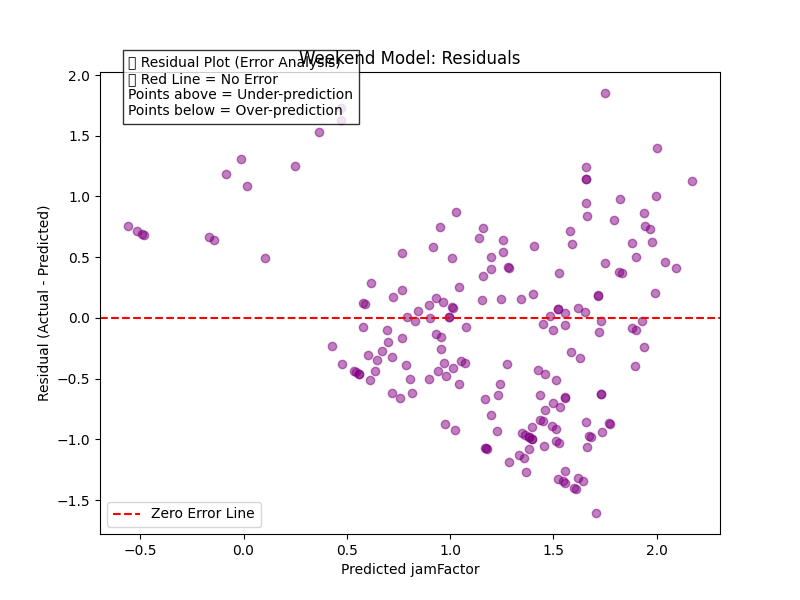 Weekend Model: Residuals
Residual Plot (Error Analysis)
Red Line = No Error
Points above = Under-prediction
Points below = Over-prediction
2.0
1.5
1.0
0.5
0.0
−0.5
−1.0
−1.5
Residual (Actual - Predicted)
Zero Error Line
−0.5
0.0
0.5
1.0
1.5
2.0
Predicted jamFactor